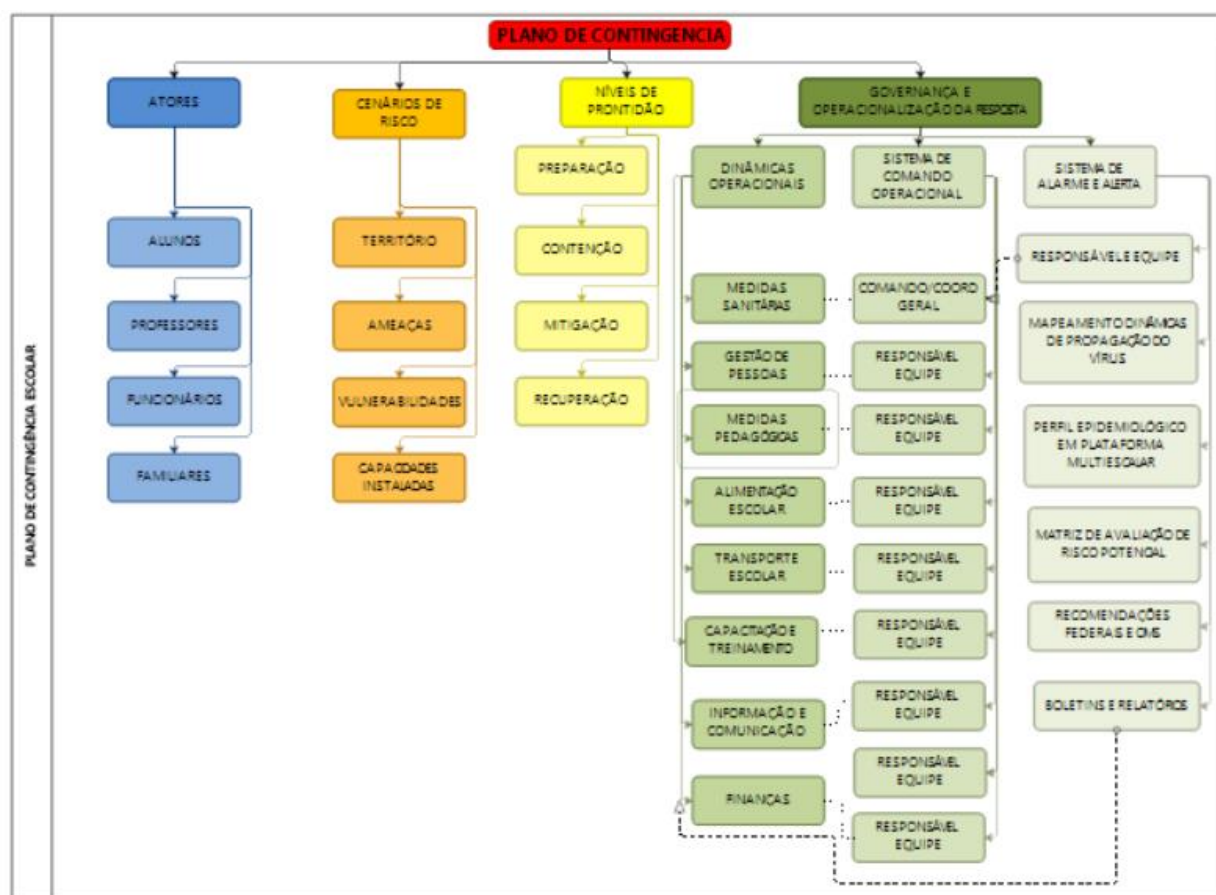 PLANO DE CONTINGENCIA
PLANO DE CONTINGÊNCIA ESCOLAR
ATORES
ALUNOS
PROFESSORES
FUNCIONÁRIOS
FAMILIARES
CENÁRIOS DE
RISCO
TERRITÓRIO
AMEAÇAS
VULNERABILIDADES
CAPACIDADES
INSTALADAS
NÍVEIS DE
PRONTIDÃO
PREPARAÇÃO
CONTENÇÃO
MITIGAÇÃO
RECUPERAÇÃO
GOVERNANÇA E
OPERACIONALIZAÇÃO DA RESPOSTA
DINÂMICAS
OPERACIONAIS
MEDIDAS
SANITÁRIAS
GESTÃO DE
PESSOAS
MEDIDAS
PEDAGÓGICAS
ALIMENTAÇÃO
ESCOLAR
TRANSPORTE
ESCOLAR
CAPACITAÇÃO E
TREINAMENTO
INFORMAÇÃO E
COMUNICAÇÃO
FINANÇAS
SISTEMA DE
COMANDO
OPERACIONAL
COMANDO/COORD
GERAL
RESPONSÁVEL
EQUIPE
RESPONSÁVEL
EQUIPE
RESPONSÁVEL
EQUIPE
RESPONSÁVEL
EQUIPE
RESPONSÁVEL
EQUIPE
RESPONSÁVEL
EQUIPE
RESPONSÁVEL
EQUIPE
RESPONSÁVEL
EQUIPE
SISTEMA DE
ALARME E ALERTA
RESPONSÁVEL E EQUIPE
MAPEAMENTO DINÂMICAS
DE PROPAGAÇÃO DO
VÍRUS
PERFIL EPIDEMIOLÓGICO
EM PLATAFORMA
MULTIESCALAR
MATRIZ DE AVALIAÇÃO DE
RISCO POTENCIAL
RECOMENDAÇÕES
FEDERAIS E OMS
BOLETINS E RELATÓRIOS